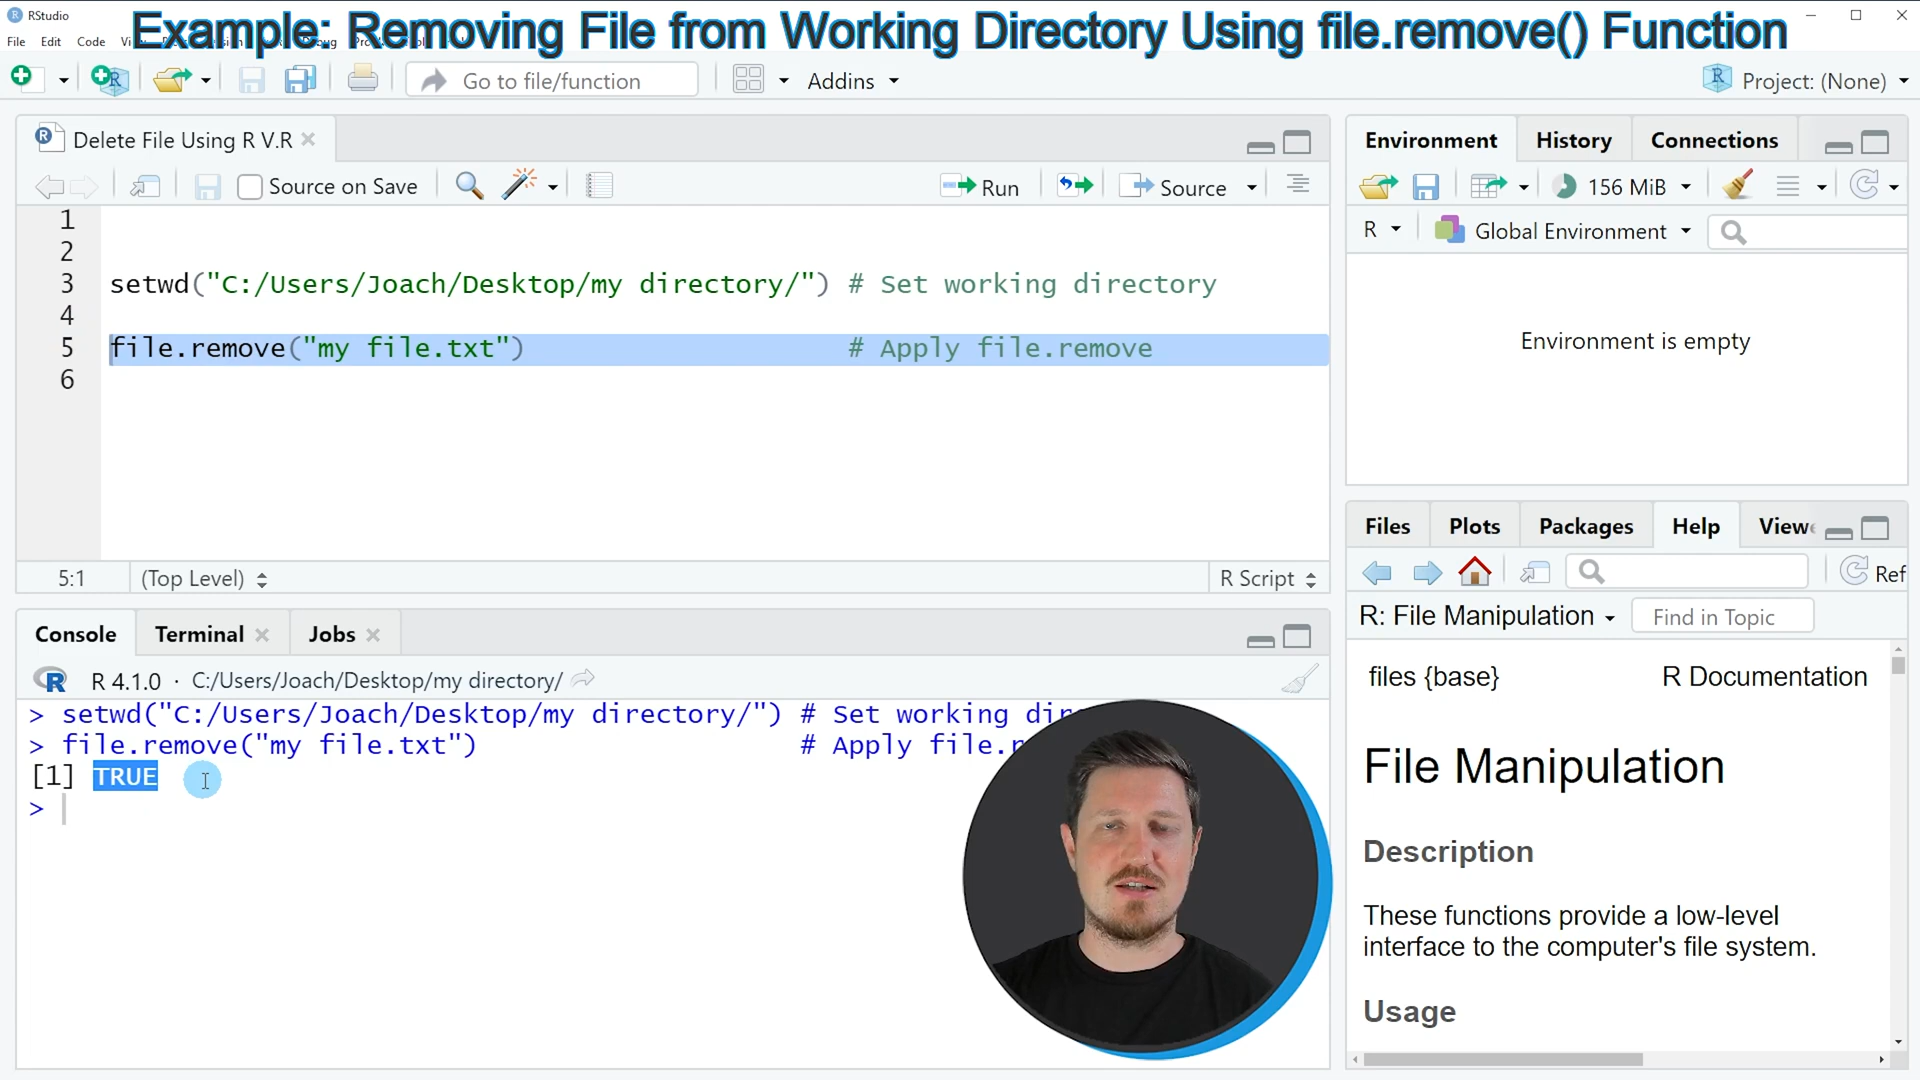 RStudio
Example: Removing File from Working Directory Using file.remove() Function
File Edit Code
Go to file/function
Addins
Project: (None)
Delete File Using R V.R
Source on Save
Run
Source
1
2
3 setwd("C:/Users/Joach/Desktop/my directory/") # Set working directory
4
5 file.remove("my file.txt") # Apply file.remove
6
5:1 (Top Level)
R Script
Console Terminal Jobs
R 4.1.0 · C:/Users/Joach/Desktop/my directory/
> setwd("C:/Users/Joach/Desktop/my directory/") # Set working dir
> file.remove("my file.txt") # Apply file.r
[1] TRUE
>
Environment History Connections
156 MiB
R Global Environment
Environment is empty
Files Plots Packages Help View
Ref
R: File Manipulation
Find in Topic
files {base} R Documentation
File Manipulation
Description
These functions provide a low-level
interface to the computer's file system.
Usage